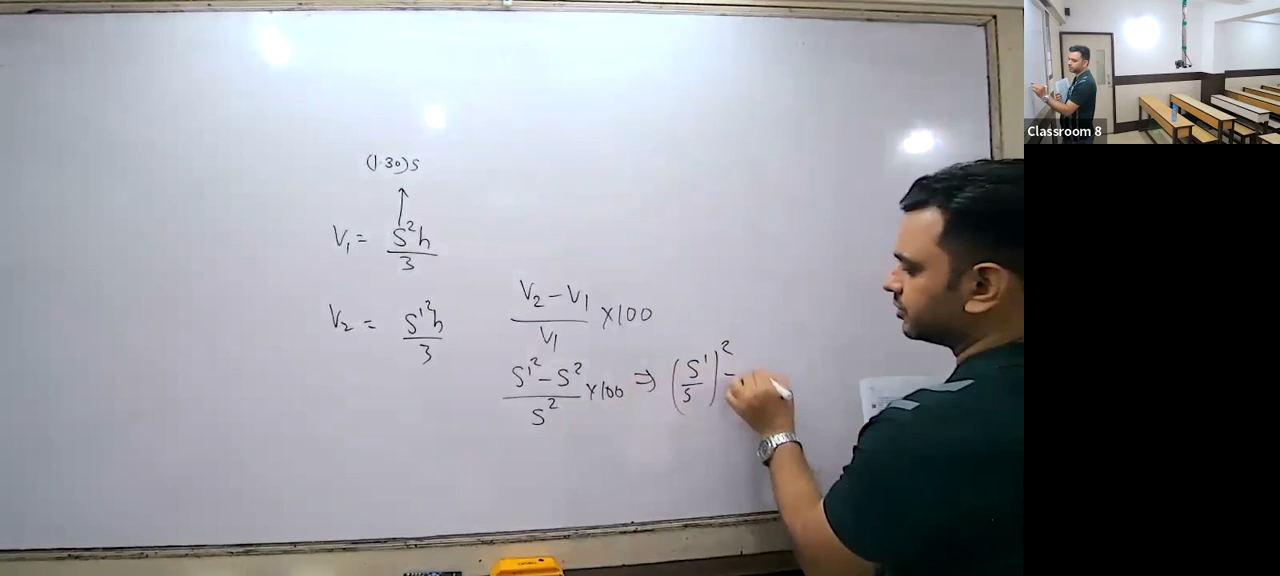 (1.30)s
V₁ = S²h/3
V₂ = S'²h/3
(V₂ - V₁)/V₁ × 100
(S'² - S²)/S² × 100 ⇒ (S'/S)² -
Classroom 8